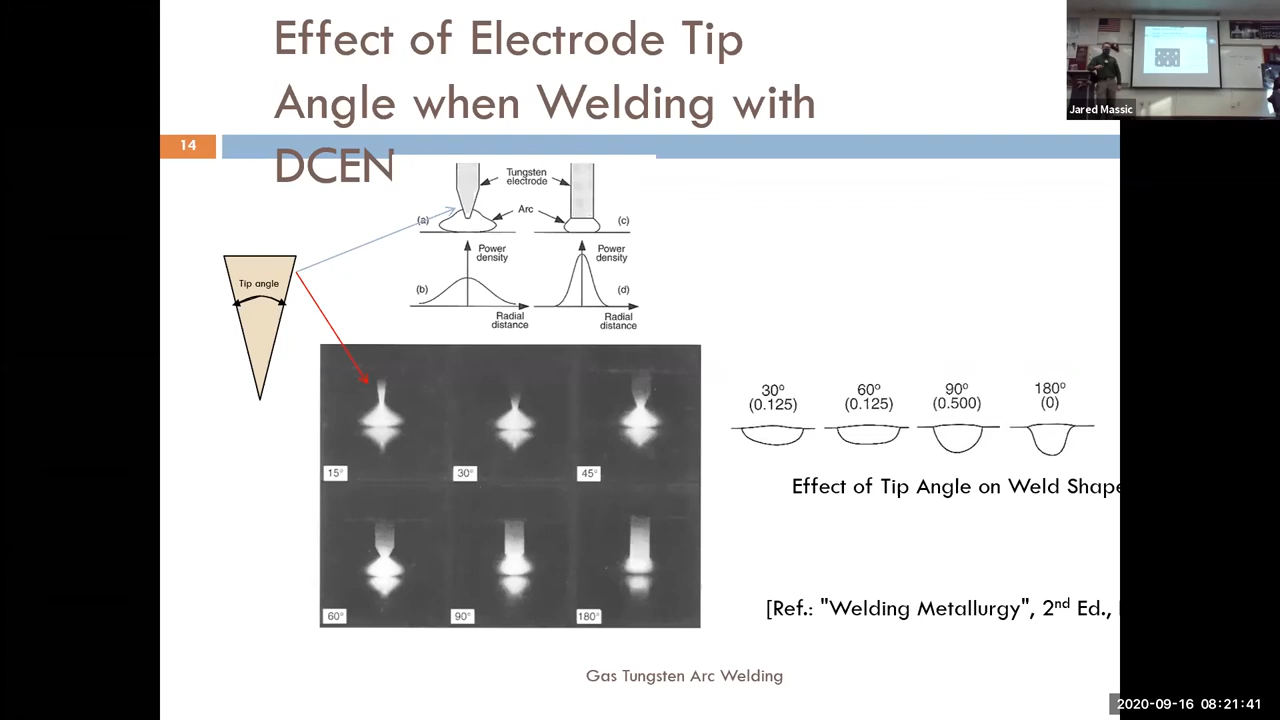 Effect of Electrode Tip
Angle when Welding with
DCEN
14
Jared Massic
Tungsten
electrode
Arc
(a)
(c)
Power
density
Power
density
(b)
(d)
Radial
distance
Radial
distance
Tip angle
15°
30°
45°
60°
90°
180°
30º
(0.125)
60º
(0.125)
90º
(0.500)
180º
(0)
Effect of Tip Angle on Weld Shape
[Ref.: "Welding Metallurgy", 2nd Ed.,
Gas Tungsten Arc Welding
2020-09-16 08:21:41